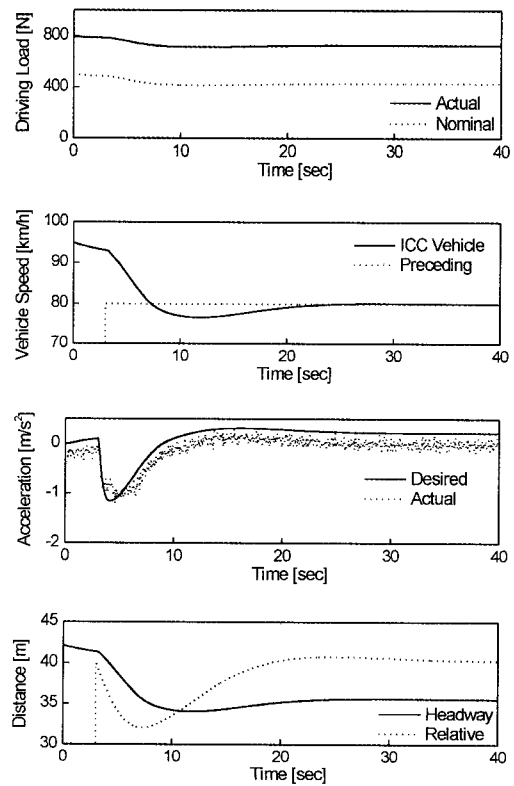 Driving Load [N]
800
400
0
Actual
Nominal
0
10
20
30
40
Time [sec]
Vehicle Speed [km/h]
100
90
80
70
ICC Vehicle
Preceding
0
10
20
30
40
Time [sec]
Acceleration [m/s²]
0
-1
-2
Desired
Actual
0
10
20
30
40
Time [sec]
Distance [m]
45
40
35
30
Headway
Relative
0
10
20
30
40
Time [sec]